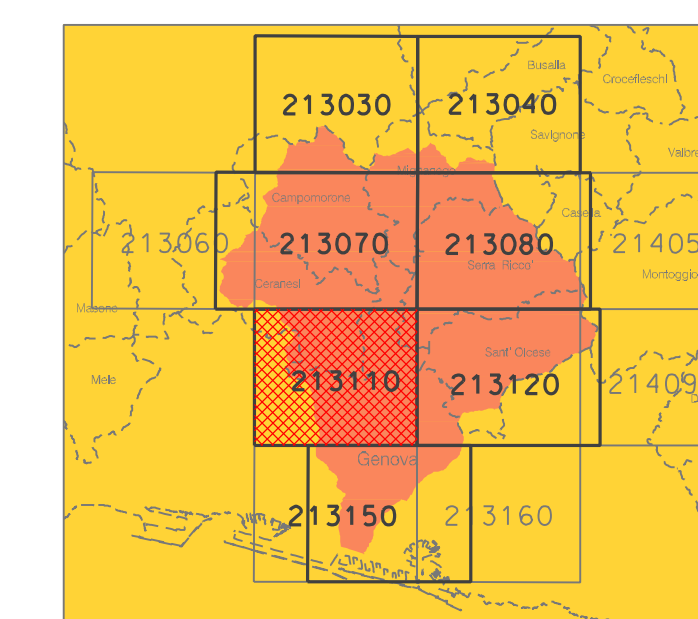 Busalla
Crocefieschi
213030
213040
Savignone
Valbre
Mignanego
Campomorone
Casella
213060
213070
213080
21405
Serra Ricco'
Montoggio
Ceranesi
Masone
Sant' Olcese
Mele
213110
213120
21409
D
Genova
213150
213160